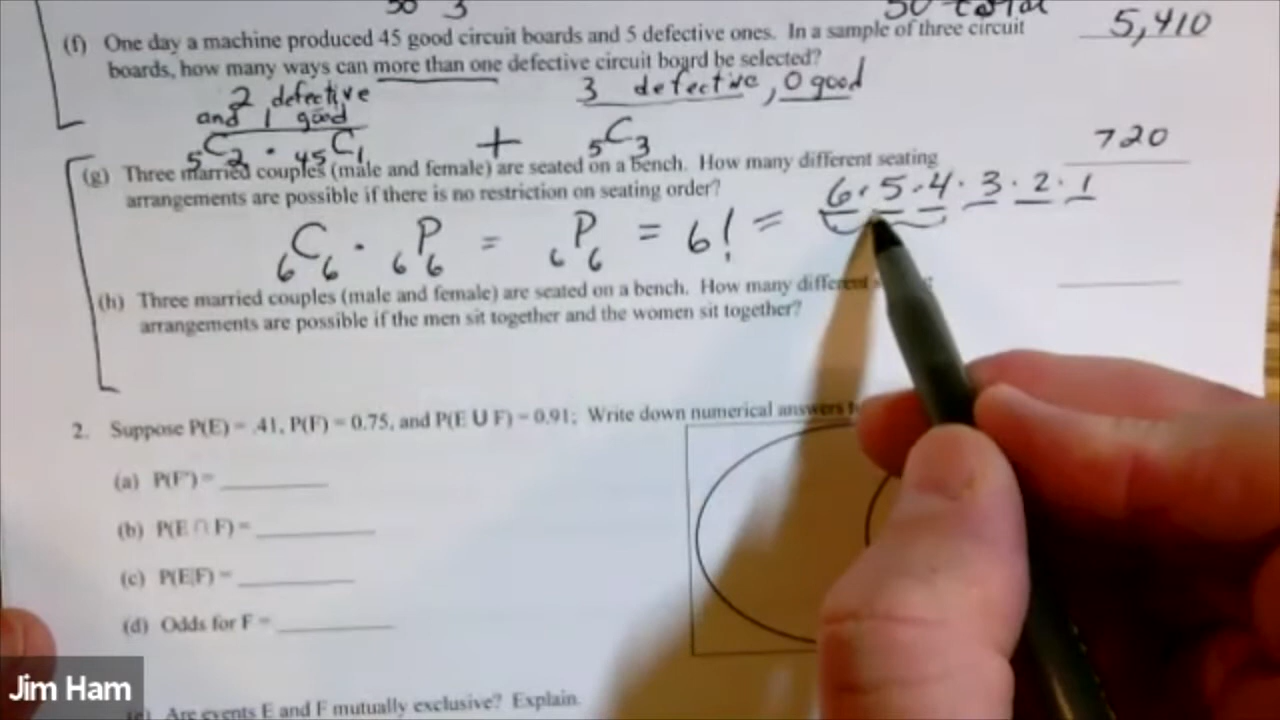 50 3
50 total
(f) One day a machine produced 45 good circuit boards and 5 defective ones. In a sample of three circuit
boards, how many ways can more than one defective circuit board be selected?
5,410
2 defective
and 1 good
3 defective, 0 good
5C2 · 45C1 + 5C3
(g) Three married couples (male and female) are seated on a bench. How many different seating
arrangements are possible if there is no restriction on seating order?
720
6C6 · 6P6 = 6P6 = 6! = 6 · 5 · 4 · 3 · 2 · 1
(h) Three married couples (male and female) are seated on a bench. How many different
arrangements are possible if the men sit together and the women sit together?
2. Suppose P(E) = .41, P(F) = 0.75, and P(E U F) = 0.91; Write down numerical answers
(a) P(F') =
(b) P(E ∩ F) =
(c) P(E|F) =
(d) Odds for F =
Are events E and F mutually exclusive? Explain.
Jim Ham